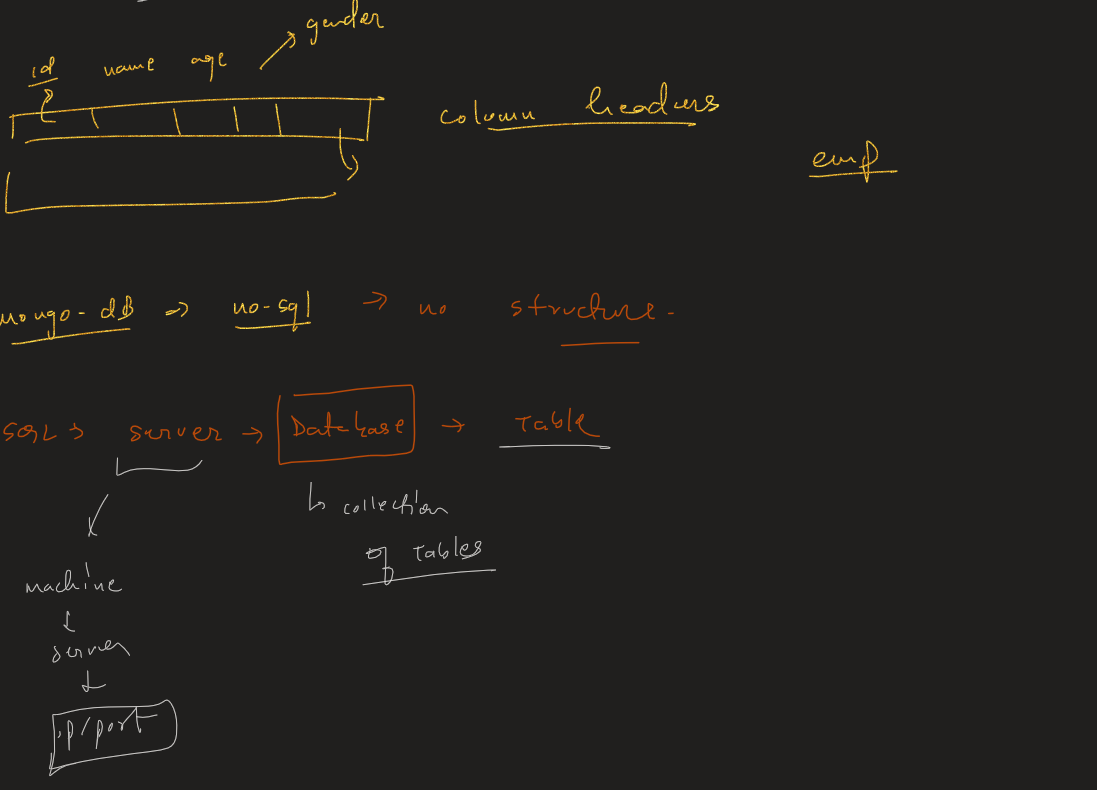 gender
id name age
column headers
emp
mongo-dB => no-sql → no structure.
SQL > server → Database → Table
↳ collection
of Tables
machine
↓
server
↓
ip/port